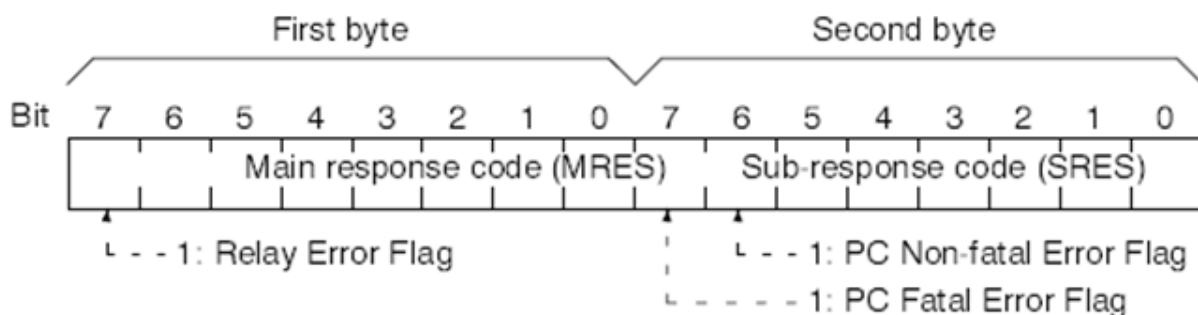 First byte Second byte
Bit 7 6 5 4 3 2 1 0 7 6 5 4 3 2 1 0
Main response code (MRES) Sub-response code (SRES)
1: Relay Error Flag 1: PC Non-fatal Error Flag
1: PC Fatal Error Flag